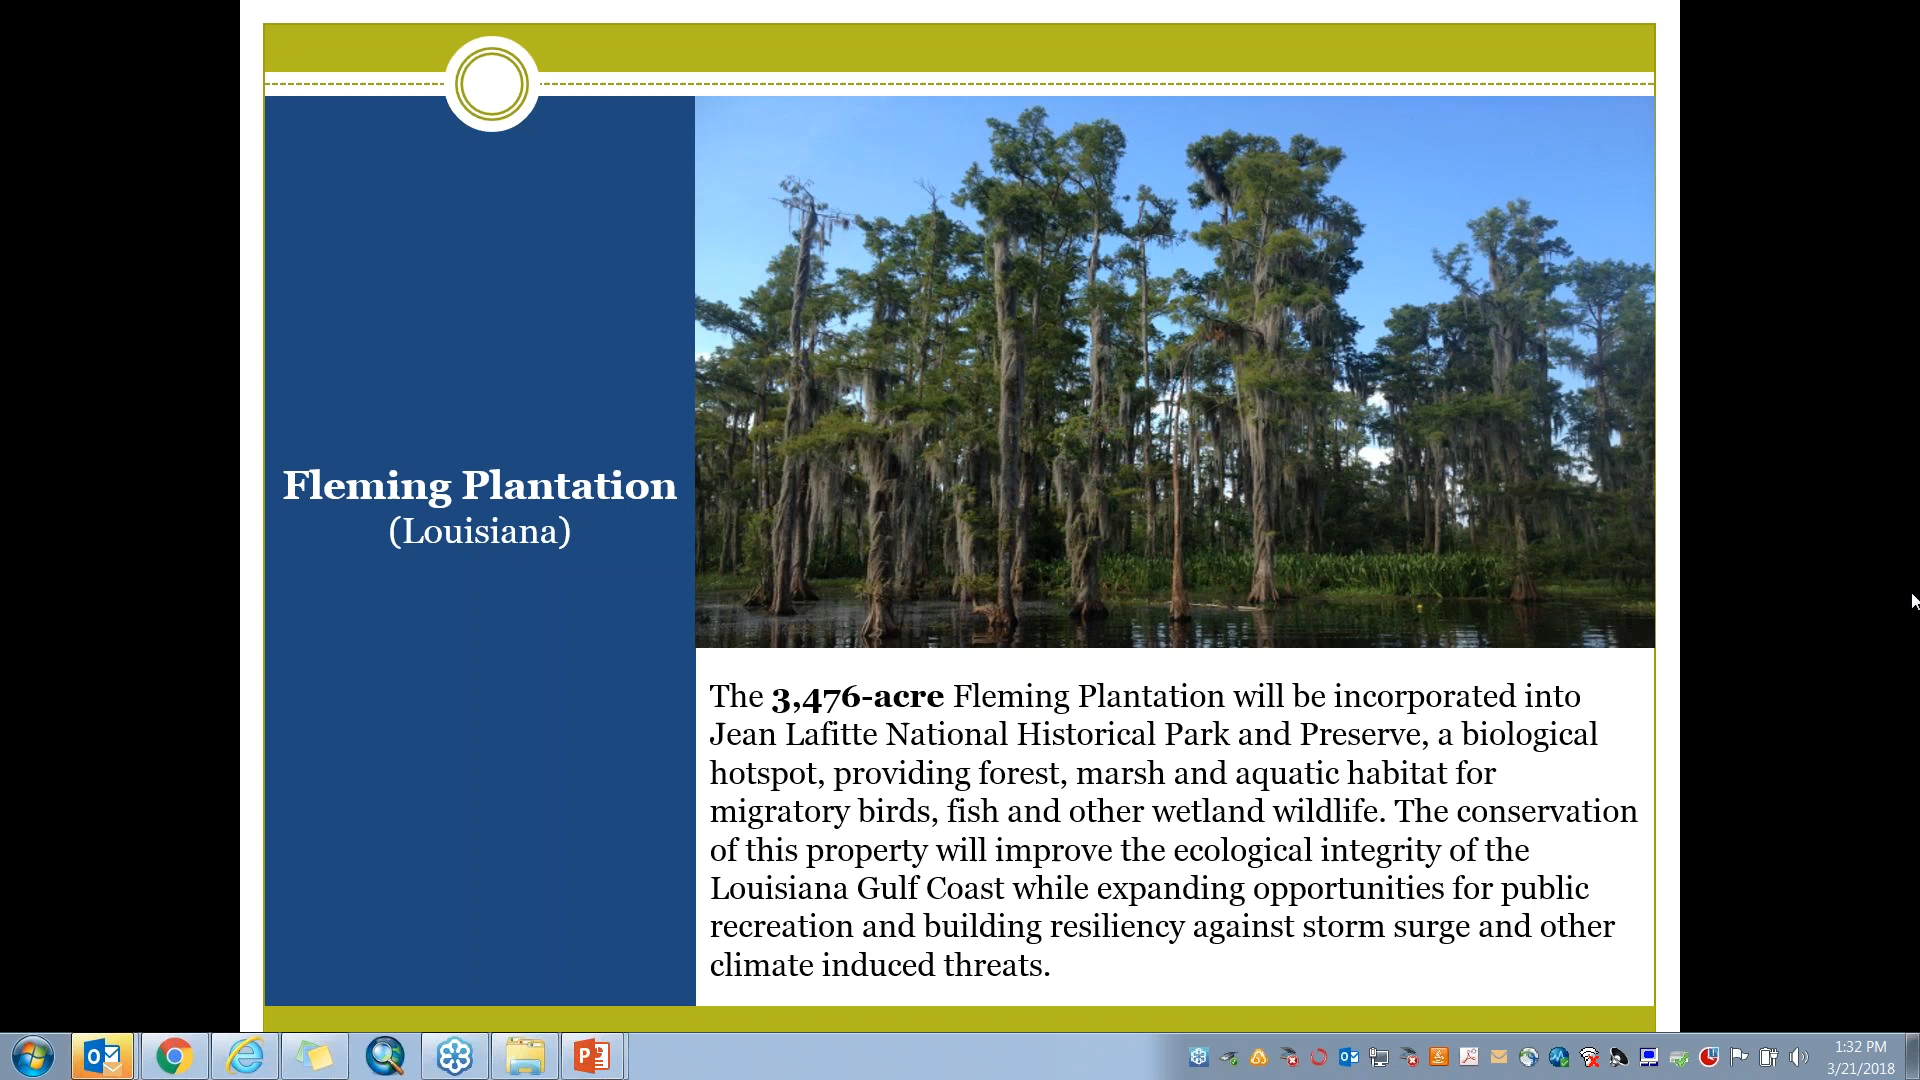 Fleming Plantation
(Louisiana)
The 3,476-acre Fleming Plantation will be incorporated into
Jean Lafitte National Historical Park and Preserve, a biological
hotspot, providing forest, marsh and aquatic habitat for
migratory birds, fish and other wetland wildlife. The conservation
of this property will improve the ecological integrity of the
Louisiana Gulf Coast while expanding opportunities for public
recreation and building resiliency against storm surge and other
climate induced threats.
1:32 PM
3/21/2018